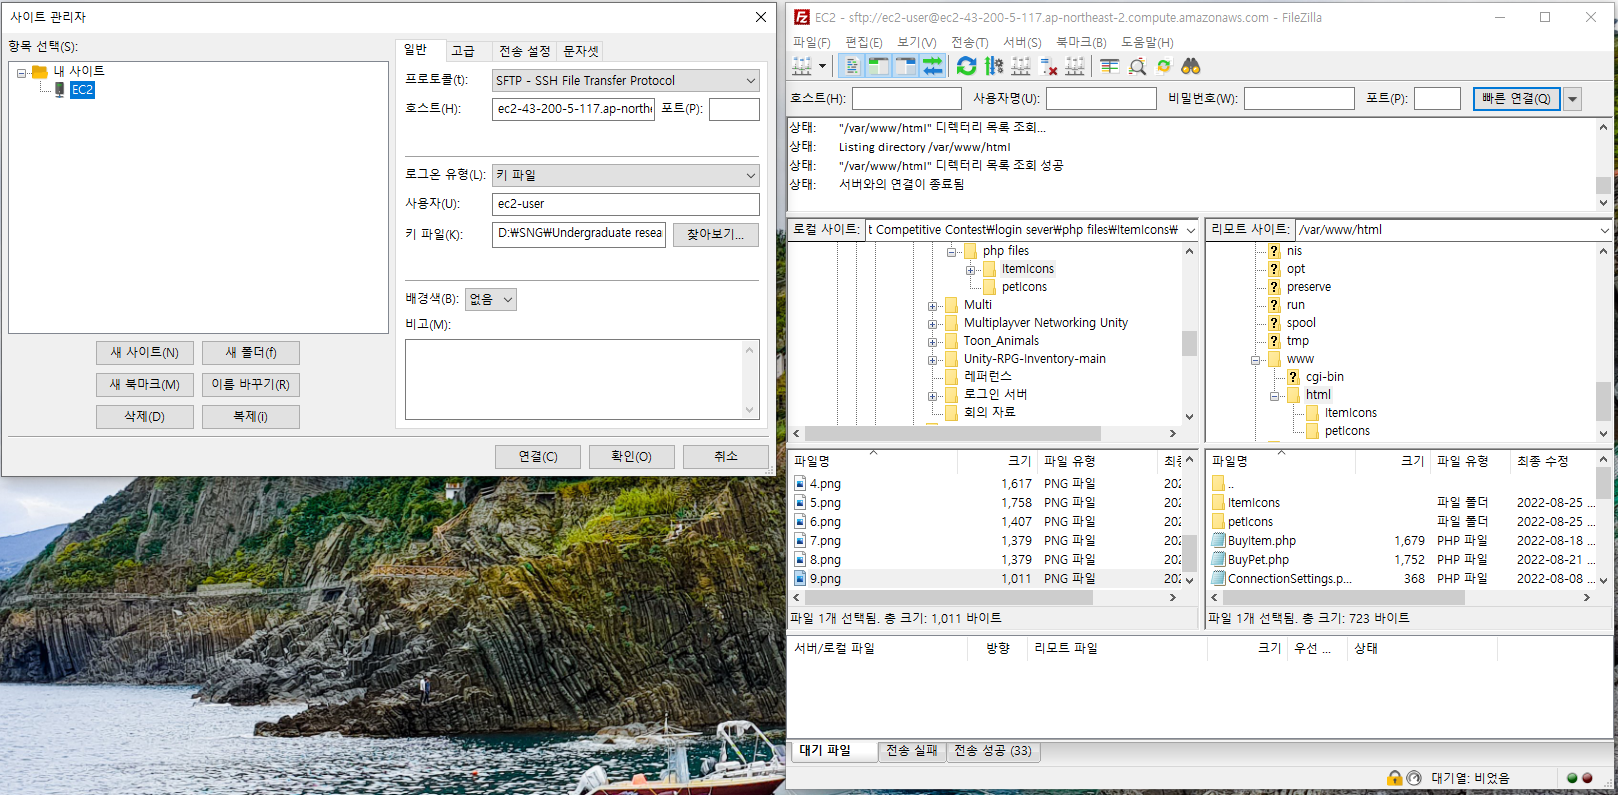 사이트 관리자
항목 선택(S):
내 사이트
EC2
새 사이트(N)
새 폴더(f)
새 북마크(M)
이름 바꾸기(R)
삭제(D)
복제(i)
일반
고급
전송 설정
문자셋
프로토콜(t):
SFTP - SSH File Transfer Protocol
호스트(H):
ec2-43-200-5-117.ap-northe
포트(P):
로그온 유형(L):
키 파일
사용자(U):
ec2-user
키 파일(K):
D:₩SNG₩Undergraduate resea
찾아보기...
배경색(B):
없음
비고(M):
연결(C)
확인(O)
취소
EC2 - sftp://ec2-user@ec2-43-200-5-117.ap-northeast-2.compute.amazonaws.com - FileZilla
파일(F) 편집(E) 보기(V) 전송(T) 서버(S) 북마크(B) 도움말(H)
호스트(H): 사용자명(U): 비밀번호(W): 포트(P): 빠른 연결(Q)
상태: "/var/www/html" 디렉터리 목록 조회...
상태: Listing directory /var/www/html
상태: "/var/www/html" 디렉터리 목록 조회 성공
상태: 서버와의 연결이 종료됨
로컬 사이트: t Competitive Contest₩login sever₩php files₩ItemIcons₩
php files
ItemIcons
petIcons
Multi
Multiplayver Networking Unity
Toon_Animals
Unity-RPG-Inventory-main
레퍼런스
로그인 서버
회의 자료
리모트 사이트: /var/www/html
nis
opt
preserve
run
spool
tmp
www
cgi-bin
html
ItemIcons
petIcons
파일명 크기 파일 유형 최종
4.png 1,617 PNG 파일 202
5.png 1,758 PNG 파일 202
6.png 1,407 PNG 파일 202
7.png 1,379 PNG 파일 202
8.png 1,379 PNG 파일 202
9.png 1,011 PNG 파일 202
파일 1개 선택됨. 총 크기: 1,011 바이트
파일명 크기 파일 유형 최종 수정
..
ItemIcons 파일 폴더 2022-08-25 ...
petIcons 파일 폴더 2022-08-25 ...
BuyItem.php 1,679 PHP 파일 2022-08-18 ...
BuyPet.php 1,752 PHP 파일 2022-08-21 ...
ConnectionSettings.p... 368 PHP 파일 2022-08-08 ...
파일 1개 선택됨. 총 크기: 723 바이트
서버/로컬 파일 방향 리모트 파일 크기 우선 ... 상태
대기 파일 전송 실패 전송 성공 (33)
대기열: 비었음